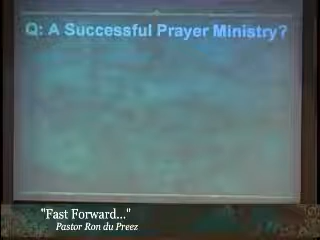 Q: A Successful Prayer Ministry?
"Fast Forward..."
Pastor Ron du Preez